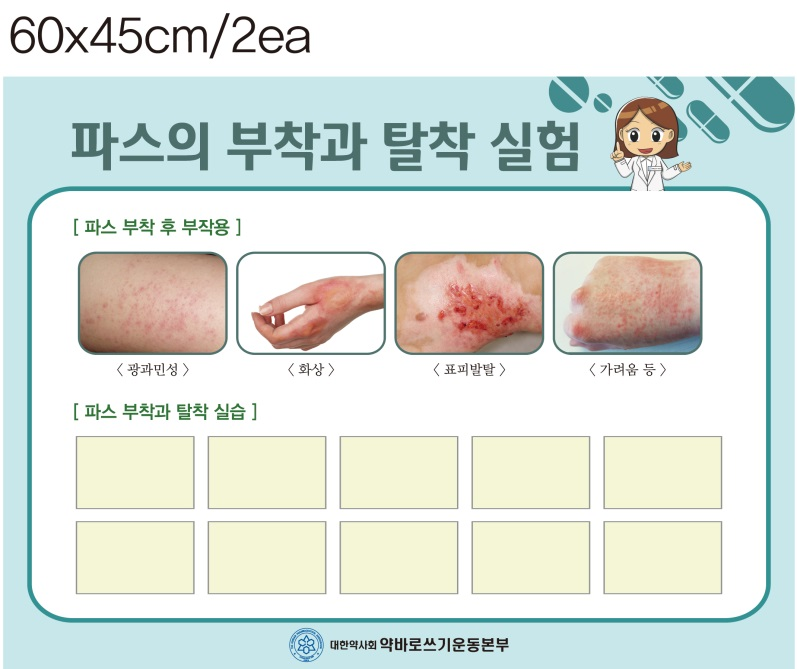 60x45cm/2ea
파스의 부착과 탈착 실험
[ 파스 부착 후 부작용 ]
〈 광과민성 〉
〈 화상 〉
〈 표피발탈 〉
〈 가려움 등 〉
[ 파스 부착과 탈착 실습 ]
대한약사회 약바로쓰기운동본부